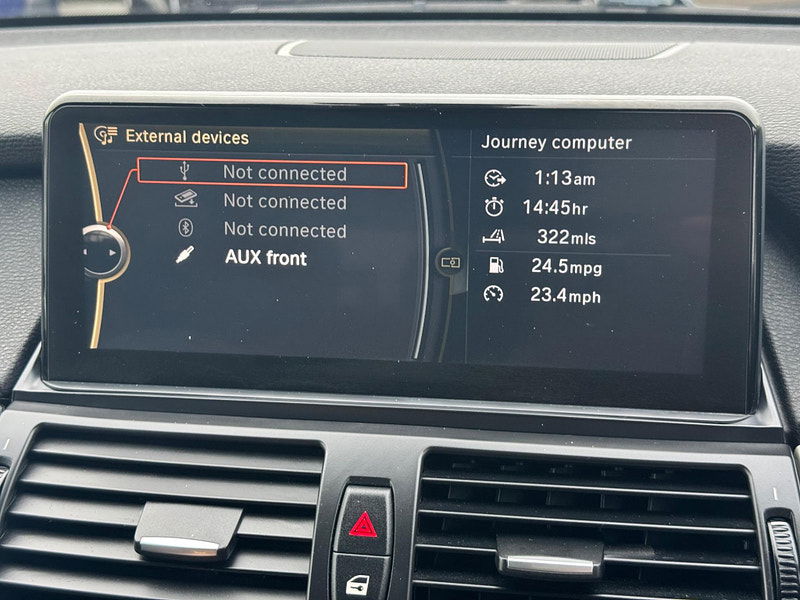 External devices
Not connected
Not connected
Not connected
AUX front
Journey computer
1:13am
14:45hr
322mls
24.5mpg
23.4mph